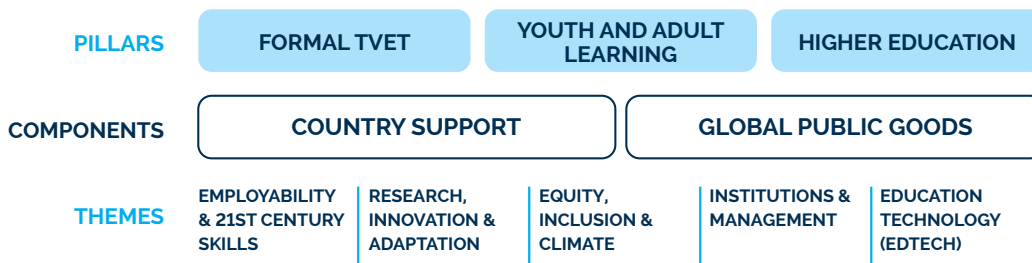 PILLARS
FORMAL TVET
YOUTH AND ADULT
LEARNING
HIGHER EDUCATION
COMPONENTS
COUNTRY SUPPORT
GLOBAL PUBLIC GOODS
THEMES
EMPLOYABILITY
& 21ST CENTURY
SKILLS
RESEARCH,
INNOVATION &
ADAPTATION
EQUITY,
INCLUSION &
CLIMATE
INSTITUTIONS &
MANAGEMENT
EDUCATION
TECHNOLOGY
(EDTECH)